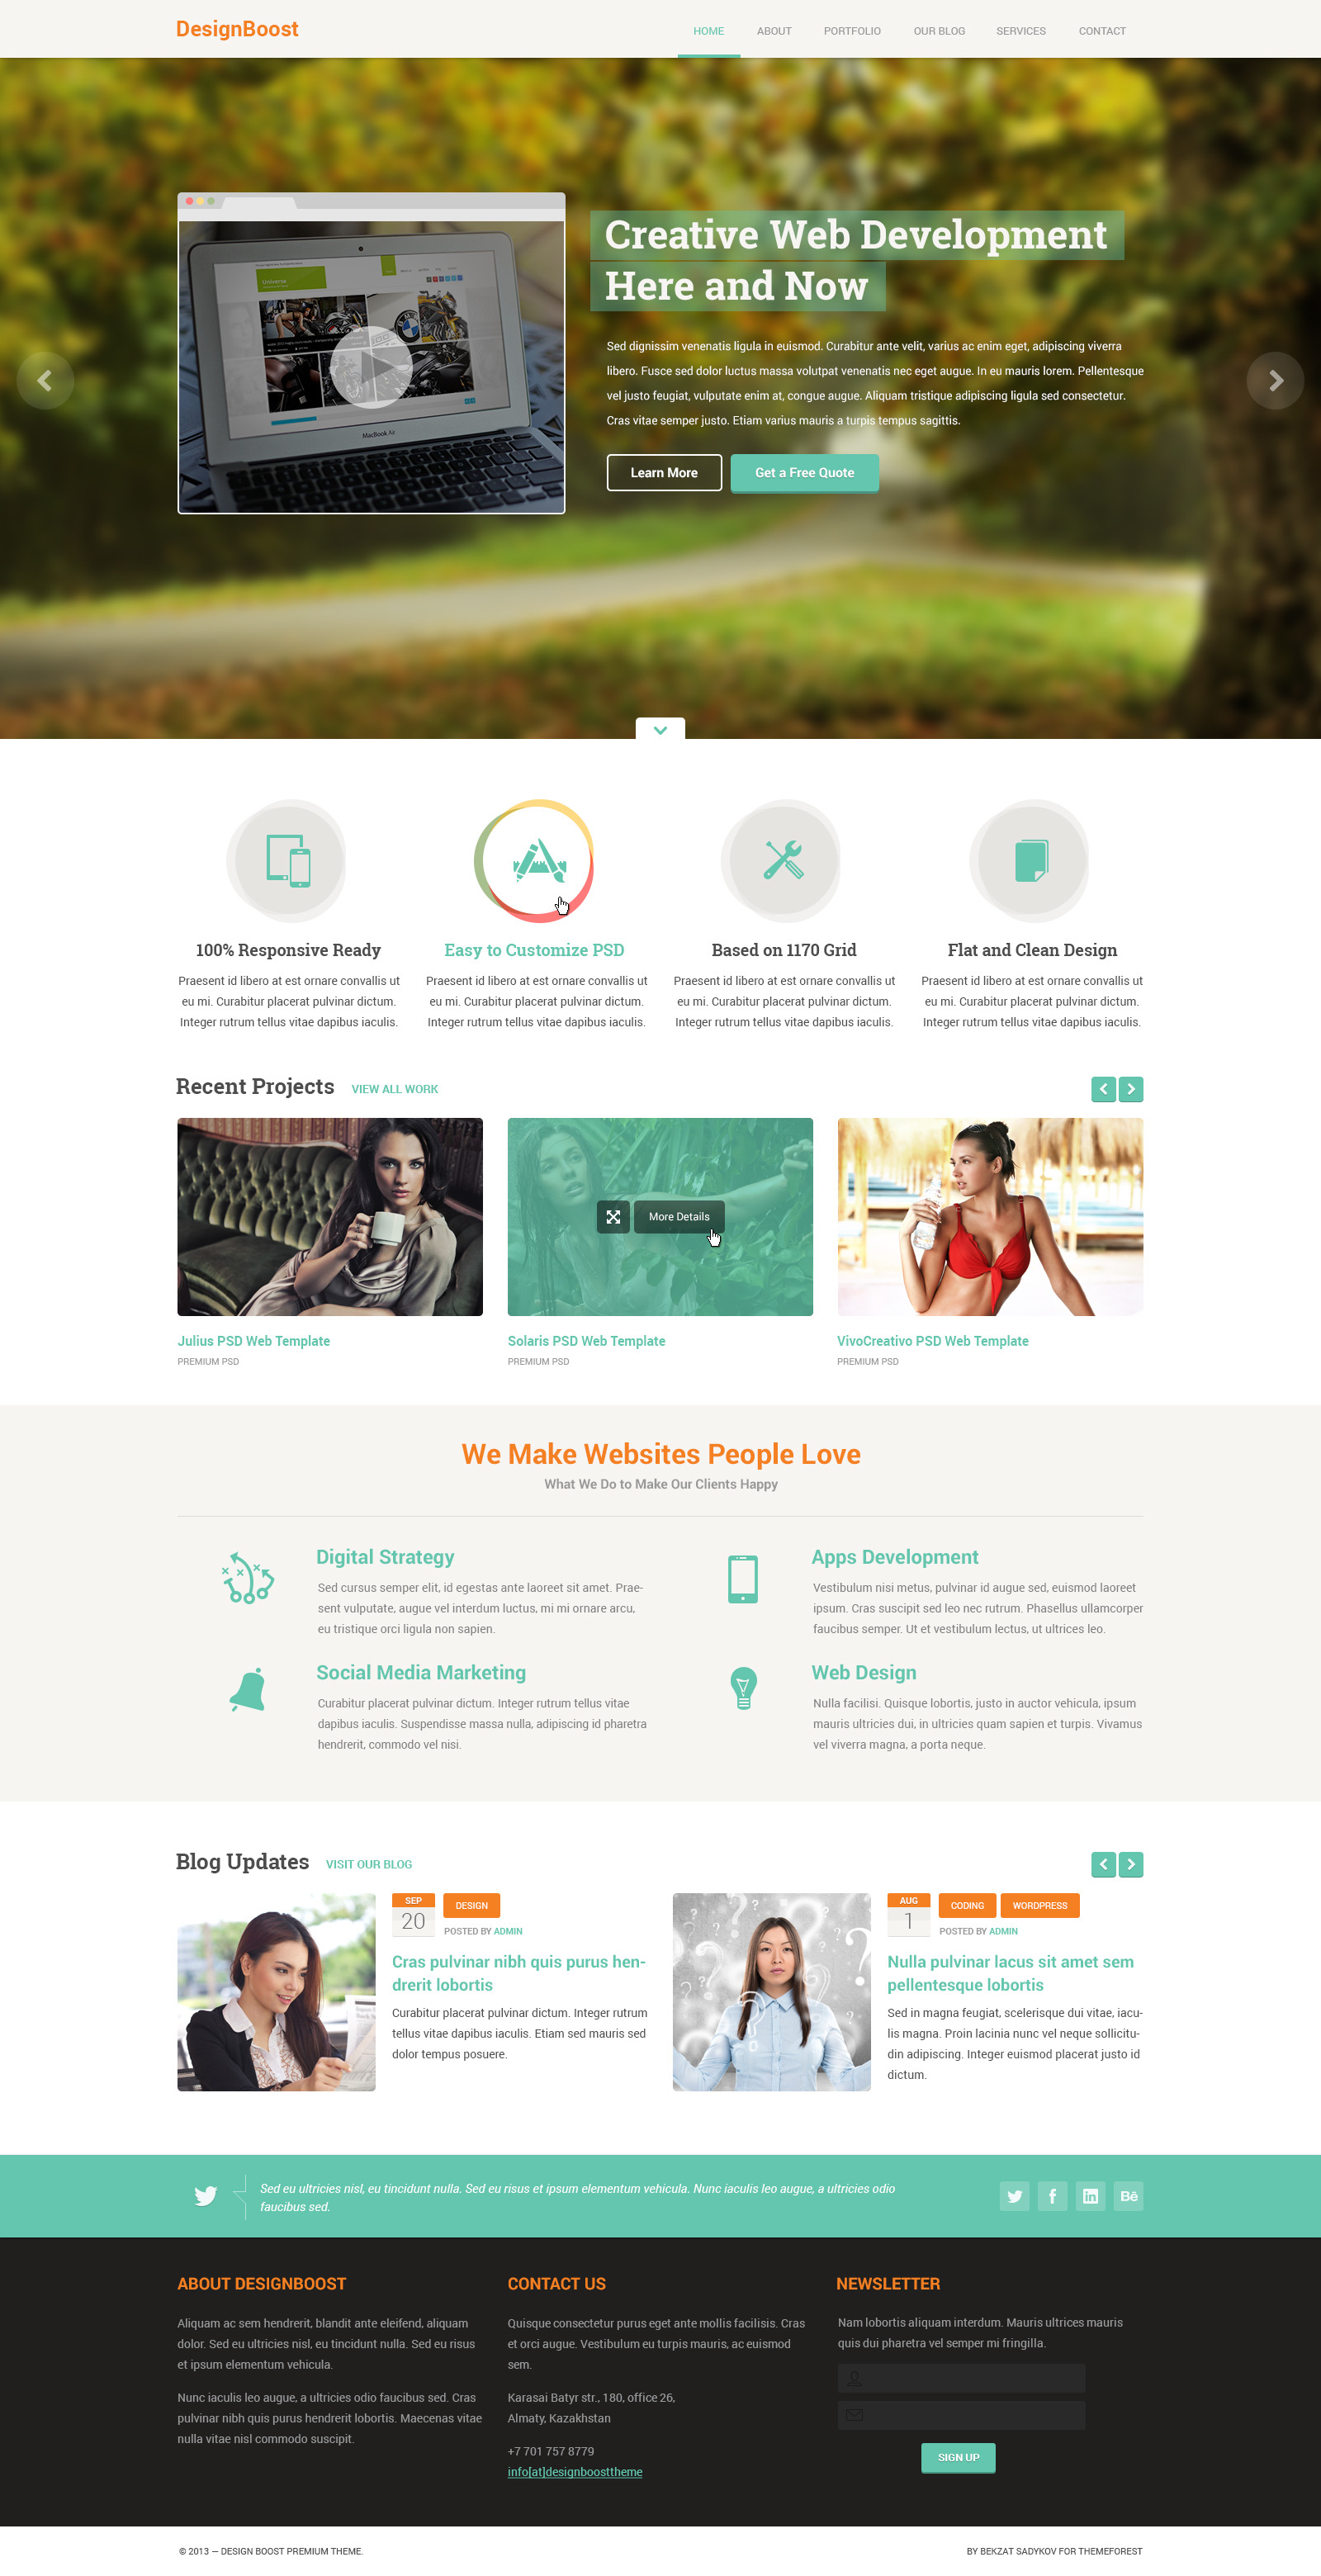 DesignBoost
HOME ABOUT PORTFOLIO OUR BLOG SERVICES CONTACT
Universe
MacBook Air
Creative Web Development
Here and Now
Sed dignissim venenatis ligula in euismod. Curabitur ante velit, varius ac enim eget, adipiscing viverra
libero. Fusce sed dolor luctus massa volutpat venenatis nec eget augue. In eu mauris lorem. Pellentesque
vel justo feugiat, vulputate enim at, congue augue. Aliquam tristique adipiscing ligula sed consectetur.
Cras vitae semper justo. Etiam varius mauris a turpis tempus sagittis.
Learn More
Get a Free Quote
100% Responsive Ready
Praesent id libero at est ornare convallis ut
eu mi. Curabitur placerat pulvinar dictum.
Integer rutrum tellus vitae dapibus iaculis.
Easy to Customize PSD
Praesent id libero at est ornare convallis ut
eu mi. Curabitur placerat pulvinar dictum.
Integer rutrum tellus vitae dapibus iaculis.
Based on 1170 Grid
Praesent id libero at est ornare convallis ut
eu mi. Curabitur placerat pulvinar dictum.
Integer rutrum tellus vitae dapibus iaculis.
Flat and Clean Design
Praesent id libero at est ornare convallis ut
eu mi. Curabitur placerat pulvinar dictum.
Integer rutrum tellus vitae dapibus iaculis.
Recent Projects
VIEW ALL WORK
More Details
Julius PSD Web Template
PREMIUM PSD
Solaris PSD Web Template
PREMIUM PSD
VivoCreativo PSD Web Template
PREMIUM PSD
We Make Websites People Love
What We Do to Make Our Clients Happy
Digital Strategy
Sed cursus semper elit, id egestas ante laoreet sit amet. Prae-
sent vulputate, augue vel interdum luctus, mi mi ornare arcu,
eu tristique orci ligula non sapien.
Apps Development
Vestibulum nisi metus, pulvinar id augue sed, euismod laoreet
ipsum. Cras suscipit sed leo nec rutrum. Phasellus ullamcorper
faucibus semper. Ut et vestibulum lectus, ut ultrices leo.
Social Media Marketing
Curabitur placerat pulvinar dictum. Integer rutrum tellus vitae
dapibus iaculis. Suspendisse massa nulla, adipiscing id pharetra
hendrerit, commodo vel nisi.
Web Design
Nulla facilisi. Quisque lobortis, justo in auctor vehicula, ipsum
mauris ultricies dui, in ultricies quam sapien et turpis. Vivamus
vel viverra magna, a porta neque.
Blog Updates
VISIT OUR BLOG
SEP
20
DESIGN
POSTED BY ADMIN
Cras pulvinar nibh quis purus hen-
drerit lobortis
Curabitur placerat pulvinar dictum. Integer rutrum
tellus vitae dapibus iaculis. Etiam sed mauris sed
dolor tempus posuere.
AUG
1
CODING
WORDPRESS
POSTED BY ADMIN
Nulla pulvinar lacus sit amet sem
pellentesque lobortis
Sed in magna feugiat, scelerisque dui vitae, iacu-
lis magna. Proin lacinia nunc vel neque sollicitu-
din adipiscing. Integer euismod placerat justo id
dictum.
Sed eu ultricies nisl, eu tincidunt nulla. Sed eu risus et ipsum elementum vehicula. Nunc iaculis leo augue, a ultricies odio
faucibus sed.
f in Bē
ABOUT DESIGNBOOST
Aliquam ac sem hendrerit, blandit ante eleifend, aliquam
dolor. Sed eu ultricies nisl, eu tincidunt nulla. Sed eu risus
et ipsum elementum vehicula.
Nunc iaculis leo augue, a ultricies odio faucibus sed. Cras
pulvinar nibh quis purus hendrerit lobortis. Maecenas vitae
nulla vitae nisl commodo suscipit.
CONTACT US
Quisque consectetur purus eget ante mollis facilisis. Cras
et orci augue. Vestibulum eu turpis mauris, ac euismod
sem.
Karasai Batyr str., 180, office 26,
Almaty, Kazakhstan
+7 701 757 8779
info[at]designboosttheme
NEWSLETTER
Nam lobortis aliquam interdum. Mauris ultrices mauris
quis dui pharetra vel semper mi fringilla.
SIGN UP
© 2013 — DESIGN BOOST PREMIUM THEME.
BY BEKZAT SADYKOV FOR THEMEFOREST